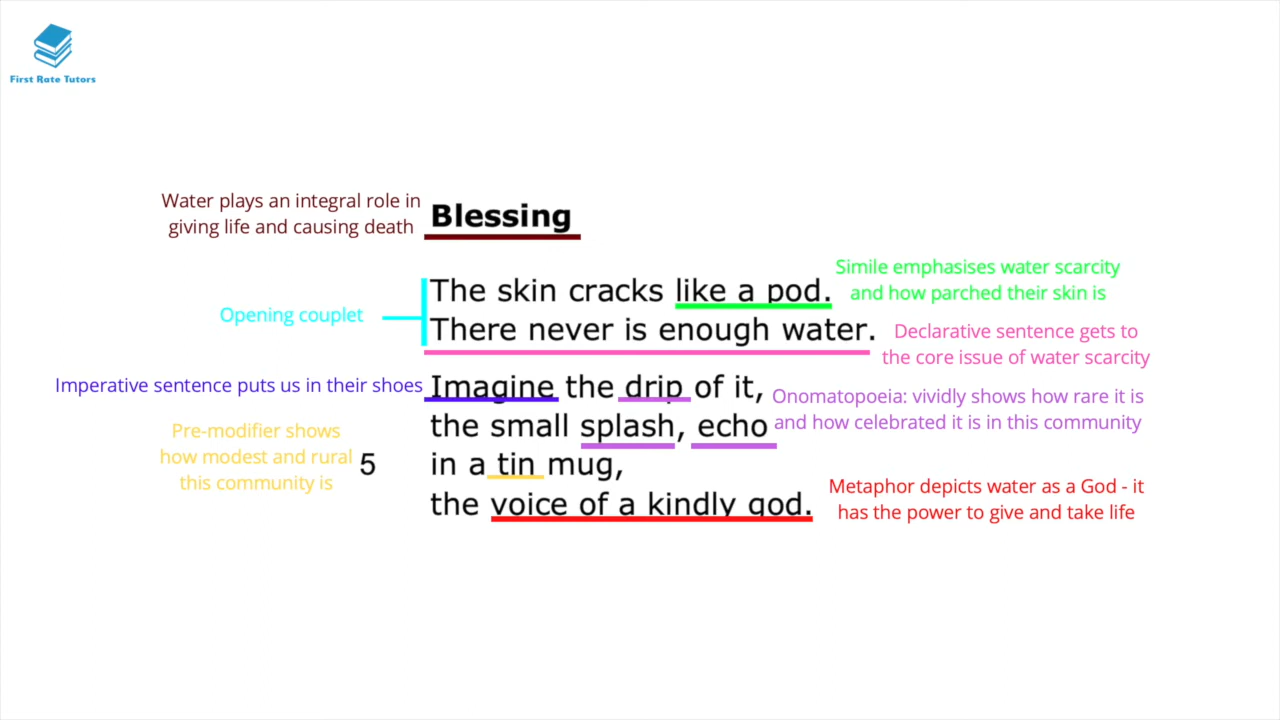 First Rate Tutors
Water plays an integral role in
giving life and causing death
Blessing
The skin cracks like a pod.
Simile emphasises water scarcity
and how parched their skin is
Opening couplet
There never is enough water.
Declarative sentence gets to
the core issue of water scarcity
Imperative sentence puts us in their shoes
Imagine the drip of it,
Onomatopoeia: vividly shows how rare it is
and how celebrated it is in this community
the small splash, echo
Pre-modifier shows
how modest and rural
this community is
5
in a tin mug,
the voice of a kindly god.
Metaphor depicts water as a God - it
has the power to give and take life